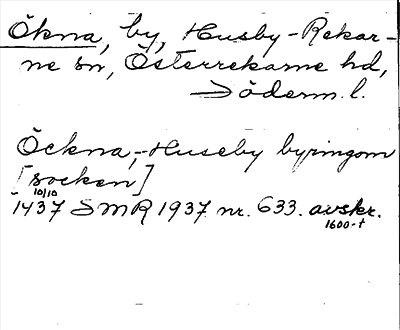 Ökna, by, Husby-Rekar-
ne sn, Österrekarne hd,
Söderm. l.
Öckna, Huseby byringom
[socken]
10/10
1437 SMR 1937 nr. 633. avskr.
1600-t